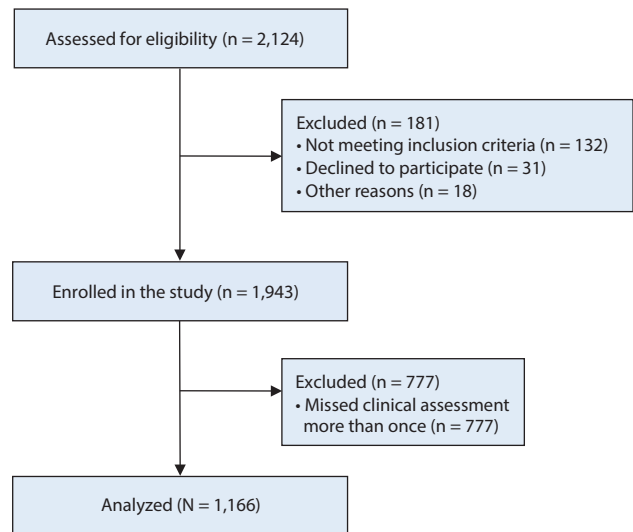 Assessed for eligibility (n = 2,124)
Excluded (n = 181)
• Not meeting inclusion criteria (n = 132)
• Declined to participate (n = 31)
• Other reasons (n = 18)
Enrolled in the study (n = 1,943)
Excluded (n = 777)
• Missed clinical assessment
more than once (n = 777)
Analyzed (N = 1,166)